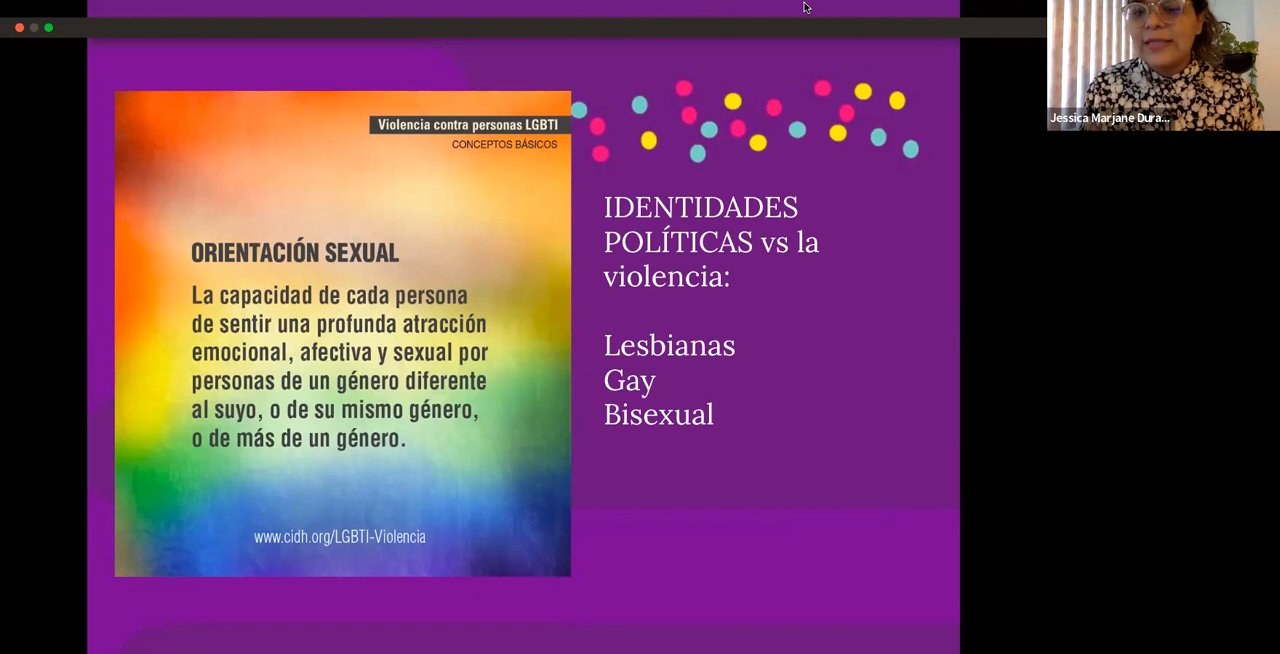 Violencia contra personas LGBTI
CONCEPTOS BÁSICOS
ORIENTACIÓN SEXUAL
La capacidad de cada persona
de sentir una profunda atracción
emocional, afectiva y sexual por
personas de un género diferente
al suyo, o de su mismo género,
o de más de un género.
www.cidh.org/LGBTI-Violencia
IDENTIDADES
POLÍTICAS vs la
violencia:
Lesbianas
Gay
Bisexual
Jessica Marjane Dura...